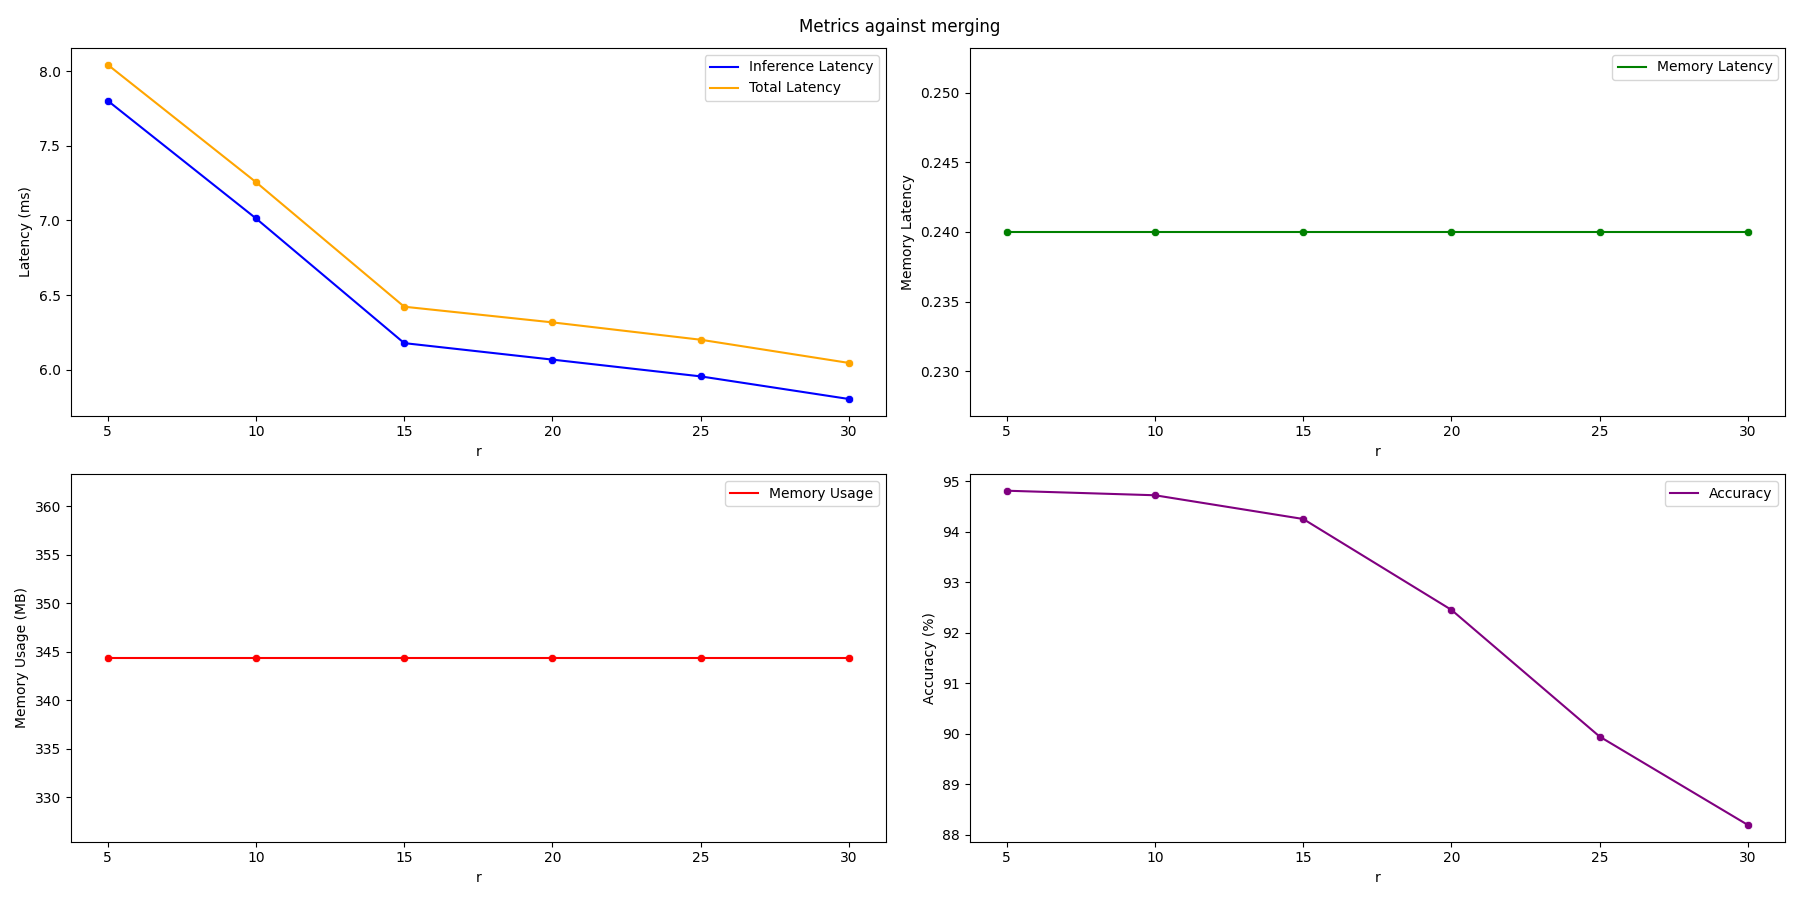 Metrics against merging
8.0
7.5
7.0
6.5
6.0
Latency (ms)
Inference Latency
Total Latency
5 10 15 20 25 30
r
0.250
0.245
0.240
0.235
0.230
Memory Latency
Memory Latency
5 10 15 20 25 30
r
360
355
350
345
340
335
330
Memory Usage (MB)
Memory Usage
5 10 15 20 25 30
r
95
94
93
92
91
90
89
88
Accuracy (%)
Accuracy
5 10 15 20 25 30
r